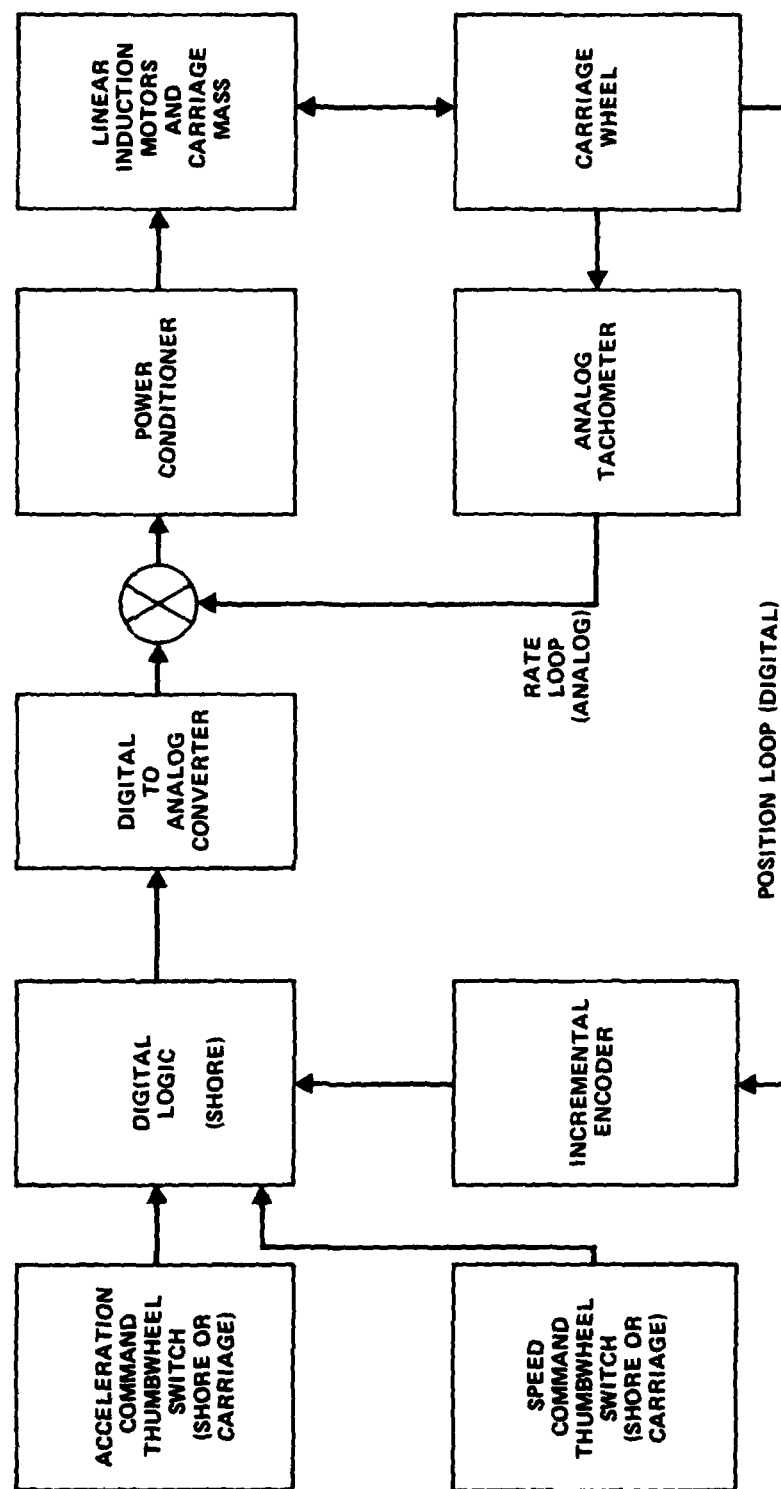 ACCELERATION
COMMAND
THUMBWHEEL
SWITCH
(SHORE OR
CARRIAGE)
DIGITAL
LOGIC
(SHORE)
DIGITAL
TO
ANALOG
CONVERTER
POWER
CONDITIONER
LINEAR
INDUCTION
MOTORS
AND
CARRIAGE
MASS
SPEED
COMMAND
THUMBWHEEL
SWITCH
(SHORE OR
CARRIAGE)
INCREMENTAL
ENCODER
RATE
LOOP
(ANALOG)
ANALOG
TACHOMETER
CARRIAGE
WHEEL
POSITION LOOP (DIGITAL)